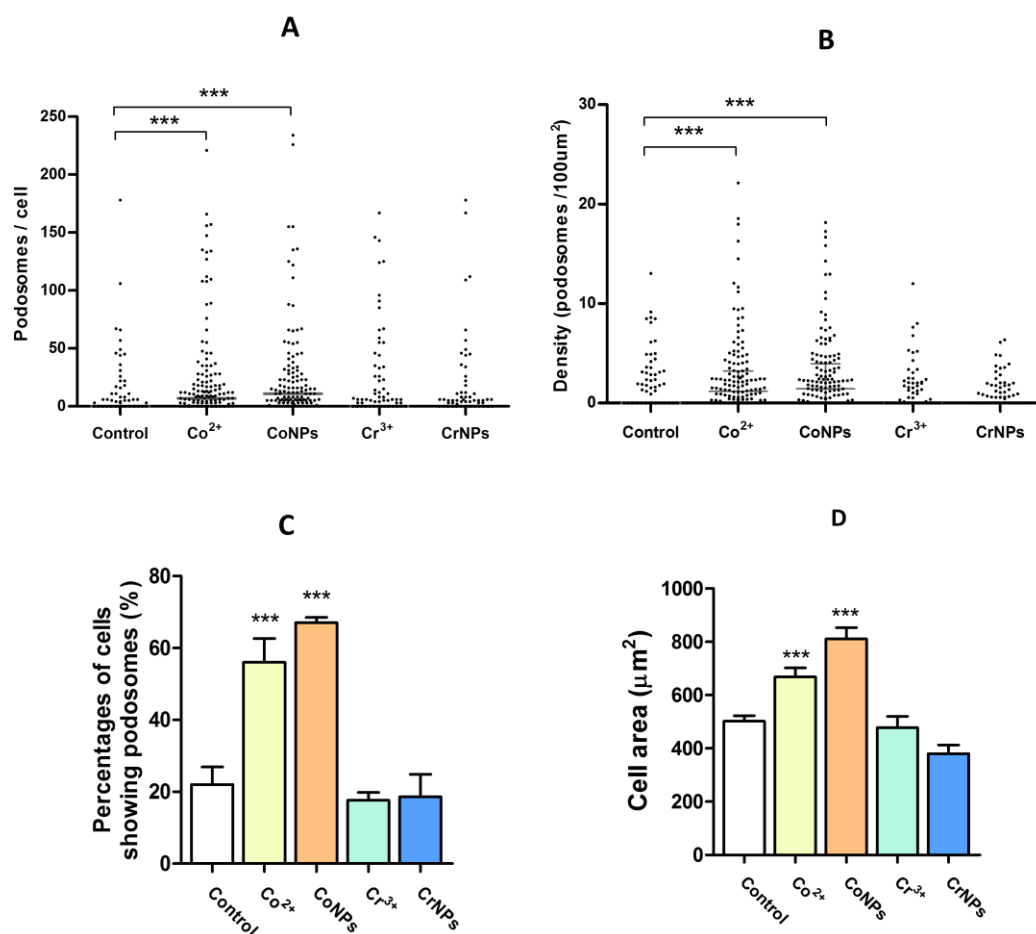 A
***
***
250
200
150
100
50
0
Podosomes / cell
Control Co²⁺ CoNPs Cr³⁺ CrNPs
B
***
***
30
20
10
0
Density (podosomes /100um²)
Control Co²⁺ CoNPs Cr³⁺ CrNPs
C
80
60
40
20
0
Percentages of cells
showing podosomes (%)
***
***
Control Co²⁺ CoNPs Cr³⁺ CrNPs
D
1000
800
600
400
200
0
Cell area (μm²)
***
***
Control Co²⁺ CoNPs Cr³⁺ CrNPs